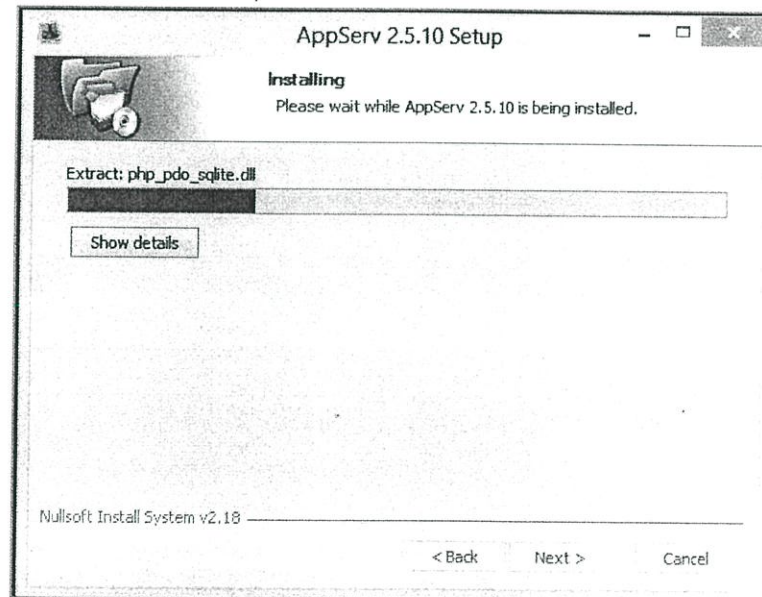 AppServ 2.5.10 Setup
Installing
Please wait while AppServ 2.5.10 is being installed.
Extract: php_pdo_sqlite.dll
Show details
Nullsoft Install System v2.18
< Back Next > Cancel